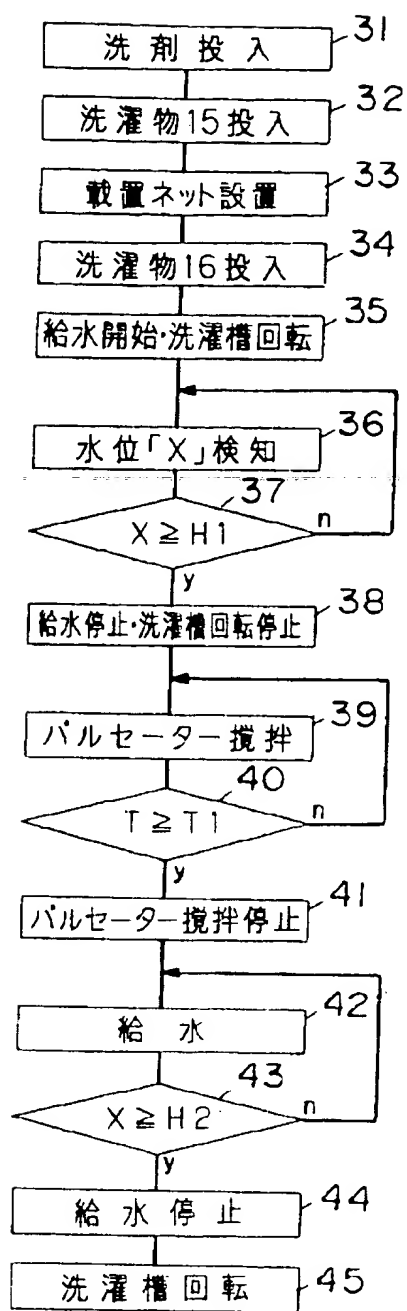 洗剤投入 31
洗濯物15投入 32
載置ネット設置 33
洗濯物16投入 34
給水開始·洗濯槽回転 35
水位「X」検知 36
37
X≧H1 n
y
給水停止·洗濯槽回転停止 38
パルセーター攪拌 39
40
T≧T1 n
y
パルセーター攪拌停止 41
給水 42
43
X≧H2 n
y
給水停止 44
洗濯槽回転 45